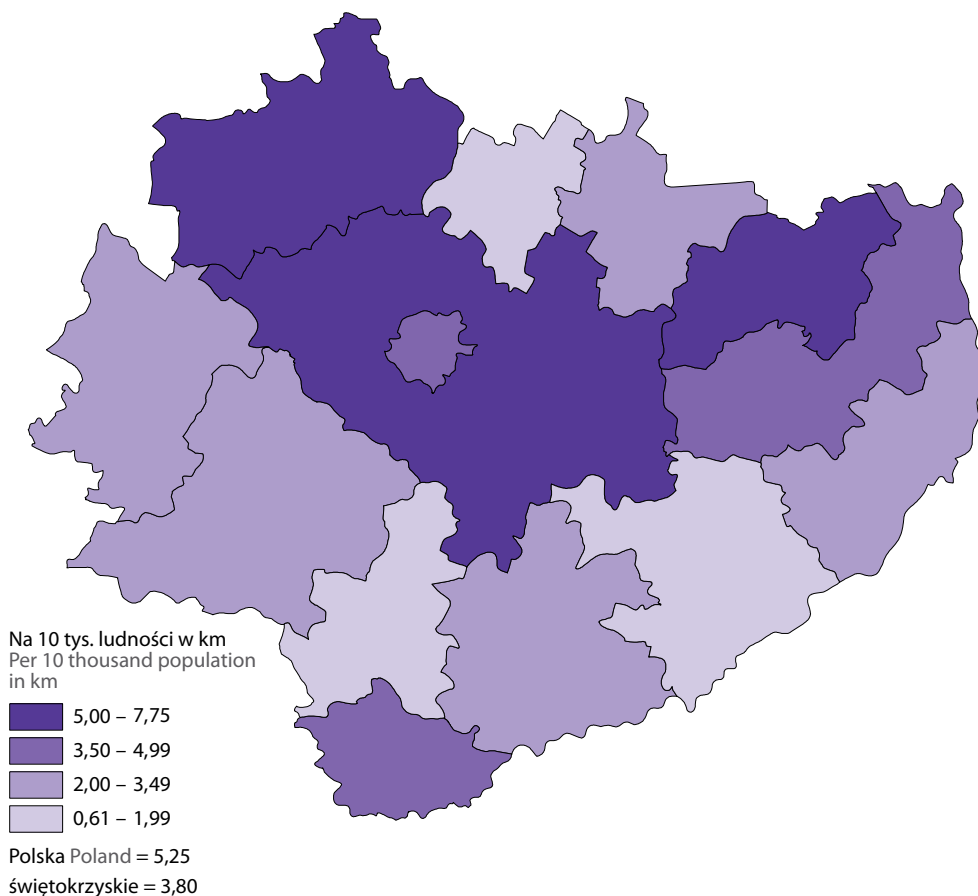 Na 10 tys. ludności w km
Per 10 thousand population
in km
5,00 – 7,75
3,50 – 4,99
2,00 – 3,49
0,61 – 1,99
Polska Poland = 5,25
świętokrzyskie = 3,80